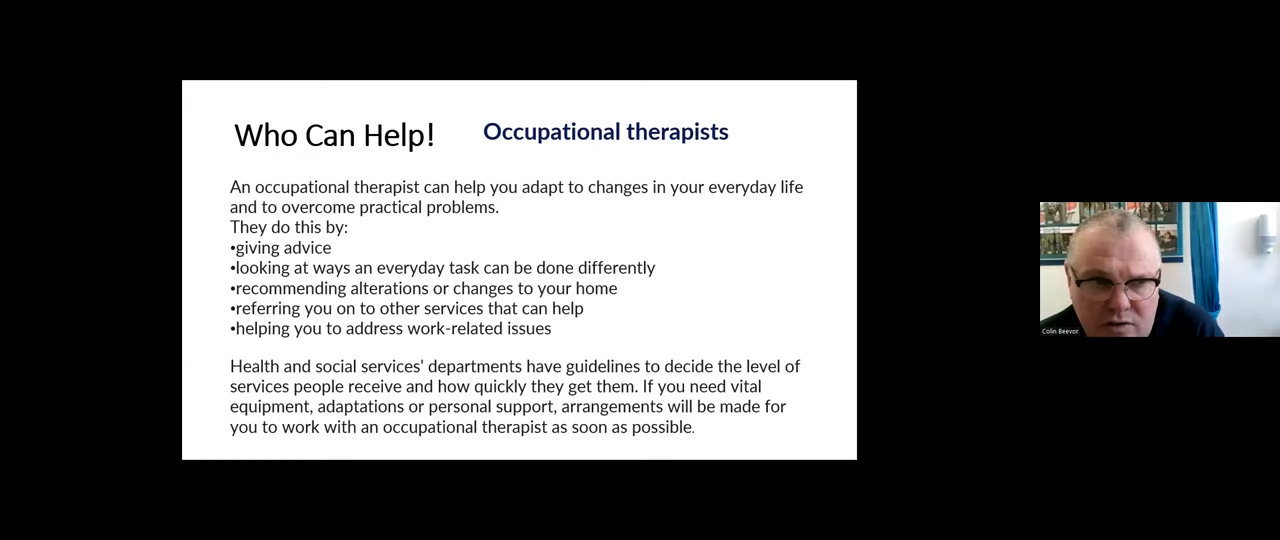 Who Can Help!
Occupational therapists
An occupational therapist can help you adapt to changes in your everyday life
and to overcome practical problems.
They do this by:
•giving advice
•looking at ways an everyday task can be done differently
•recommending alterations or changes to your home
•referring you on to other services that can help
•helping you to address work-related issues
Health and social services' departments have guidelines to decide the level of
services people receive and how quickly they get them. If you need vital
equipment, adaptations or personal support, arrangements will be made for
you to work with an occupational therapist as soon as possible.
Colin Beevor